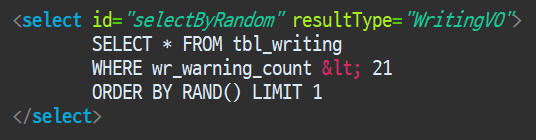 <select id="selectByRandom" resultType="WritingVO">
SELECT * FROM tbl_writing
WHERE wr_warning_count &lt; 21
ORDER BY RAND() LIMIT 1
</select>